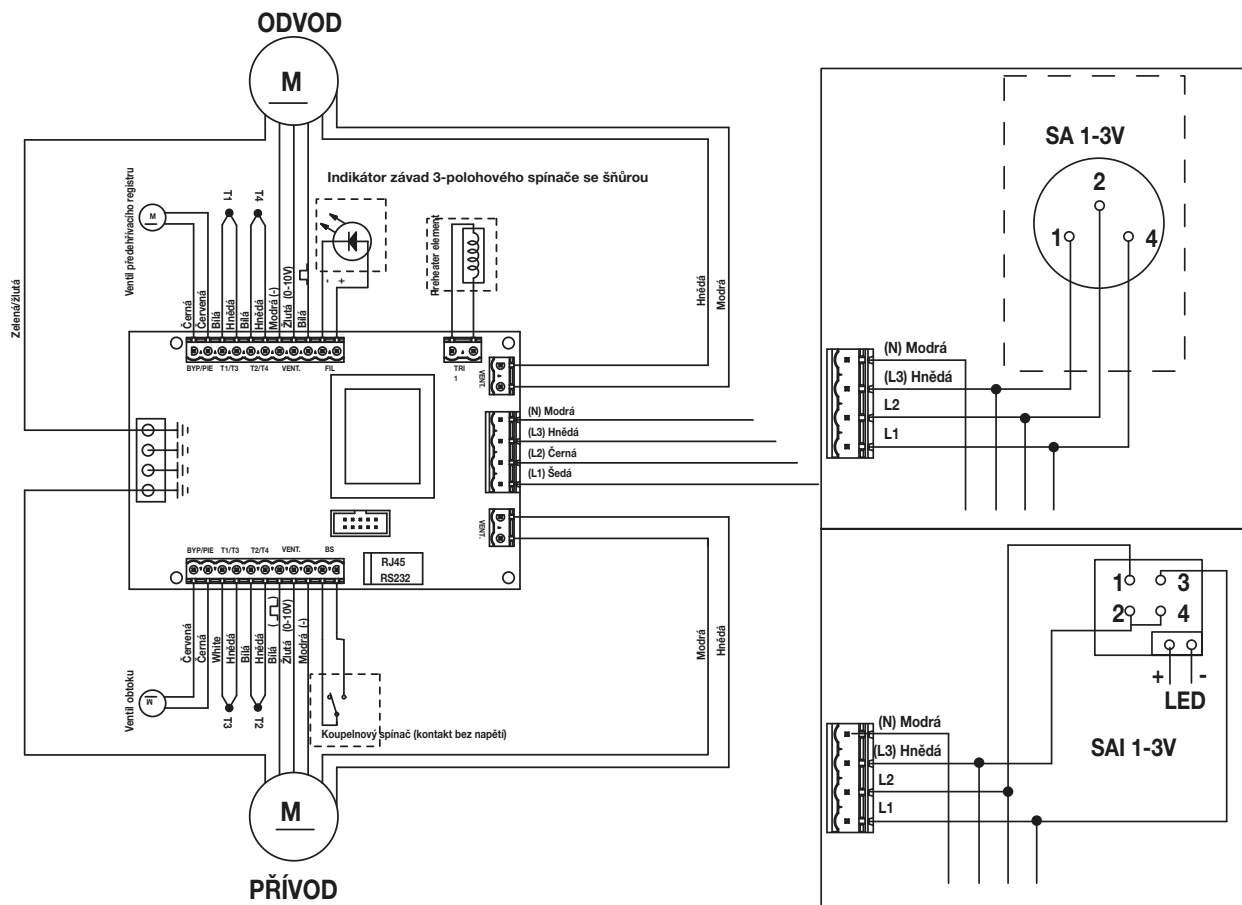 ODVOD
M
Indikátor závad 3-polohového spínače se šňůrou
Zelená/žlutá
Ventil předehřívacího registru
M
T1
T4
- +
Preheater element
Hnědá
Modrá
Černá
Červená
Bílá
Hnědá
Bílá
Hnědá
Modrá (-)
Žlutá (0-10V)
Bílá
BYP/PIE T1/T3 T2/T4 VENT. FIL
TRI
1
VENT.
(N) Modrá
(L3) Hnědá
(L2) Černá
(L1) Šedá
VENT.
BYP/PIE T1/T3 T2/T4 VENT. BS
RJ45
RS232
Červená
Černá
White
Hnědá
Bílá
Hnědá
Bílá ( )
Žlutá (0-10V)
Modrá (-)
Modrá
Hnědá
Ventil obtoku
M
T3
T2
Koupelnový spínač (kontakt bez napětí)
M
PŘÍVOD
SA 1-3V
2
1 4
(N) Modrá
(L3) Hnědá
L2
L1
1 3
2 4
+ -
LED
SAI 1-3V
(N) Modrá
(L3) Hnědá
L2
L1